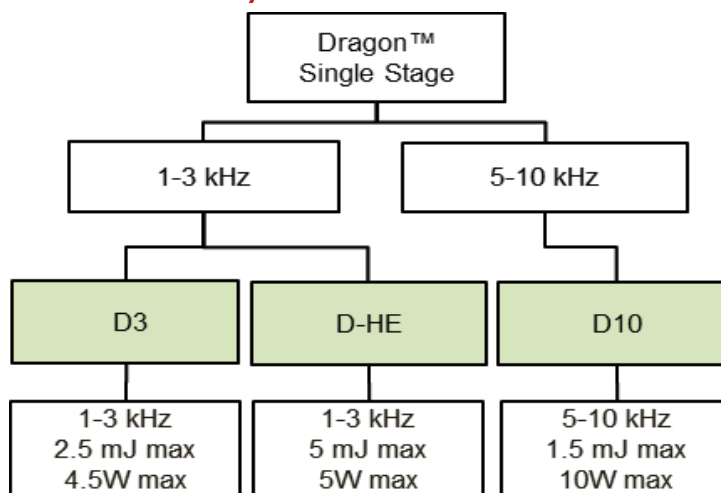 Dragon™
Single Stage
1-3 kHz
5-10 kHz
D3
D-HE
D10
1-3 kHz
2.5 mJ max
4.5W max
1-3 kHz
5 mJ max
5W max
5-10 kHz
1.5 mJ max
10W max